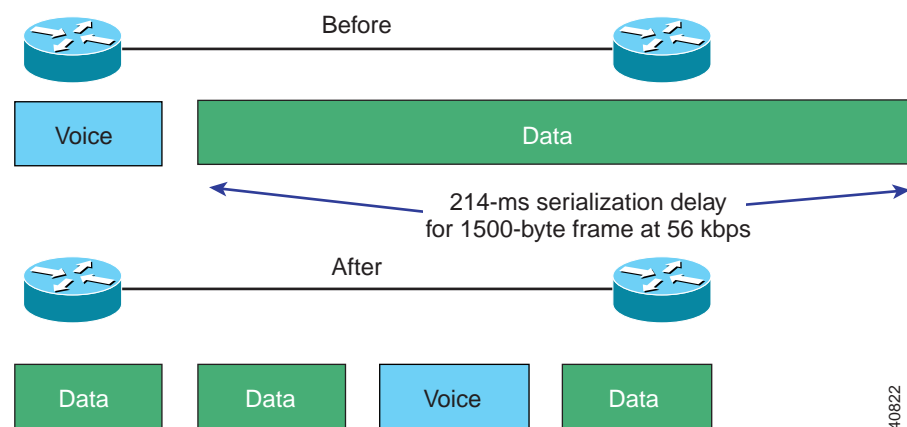 Before
Voice
Data
214-ms serialization delay
for 1500-byte frame at 56 kbps
After
Data
Data
Voice
Data